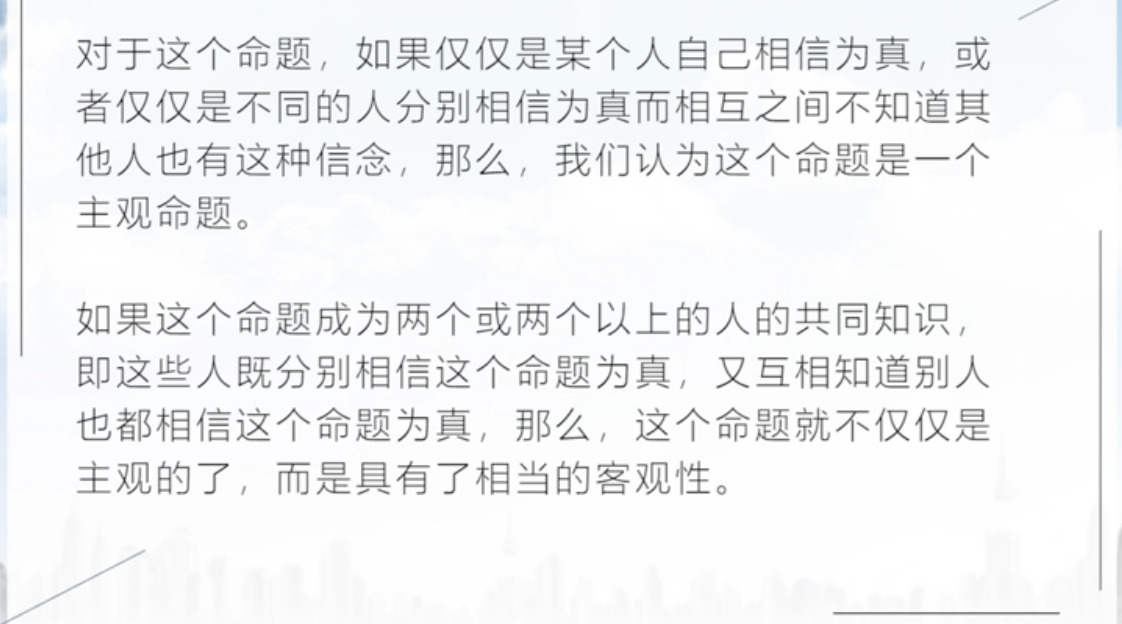 对于这个命题，如果仅仅是某个人自己相信为真，或
者仅仅是不同的人分别相信为真而相互之间不知道其
他人也有这种信念，那么，我们认为这个命题是一个
主观命题。
如果这个命题成为两个或两个以上的人的共同知识，
即这些人既分别相信这个命题为真，又互相知道别人
也都相信这个命题为真，那么，这个命题就不仅仅是
主观的了，而是具有了相当的客观性。